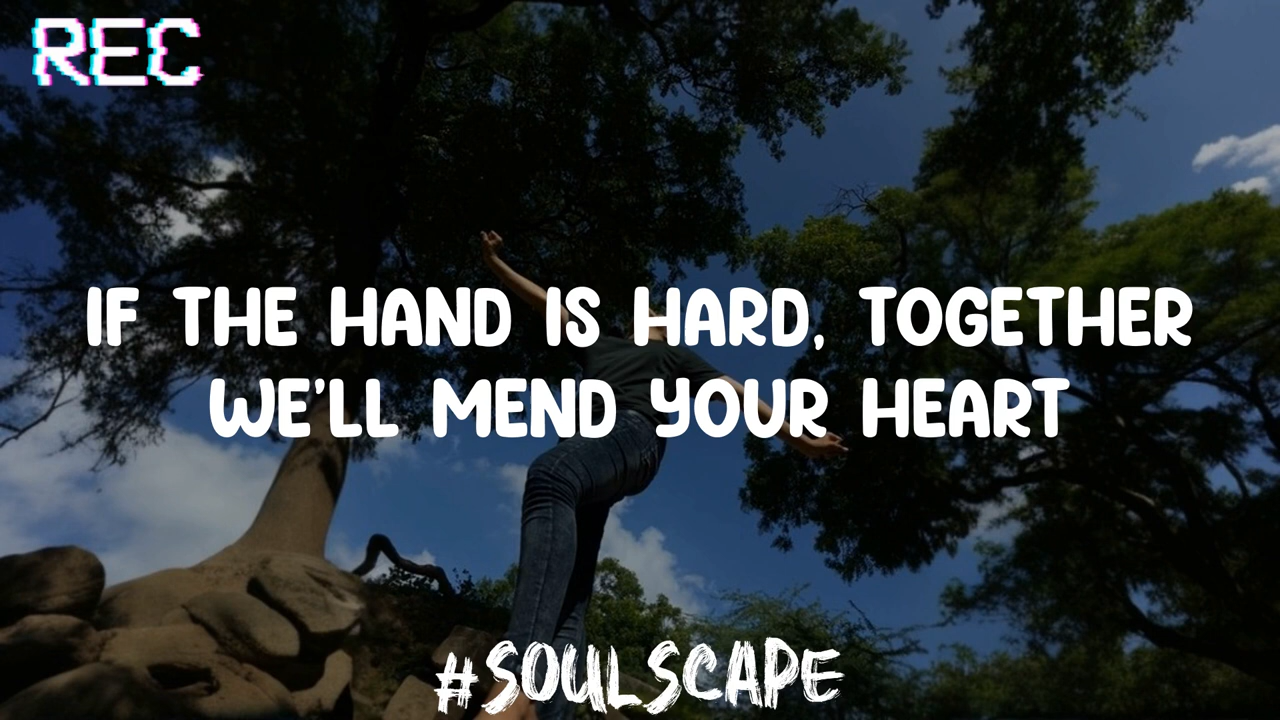 REC
IF THE HAND IS HARD, TOGETHER
WE'LL MEND YOUR HEART
#SOULSCAPE